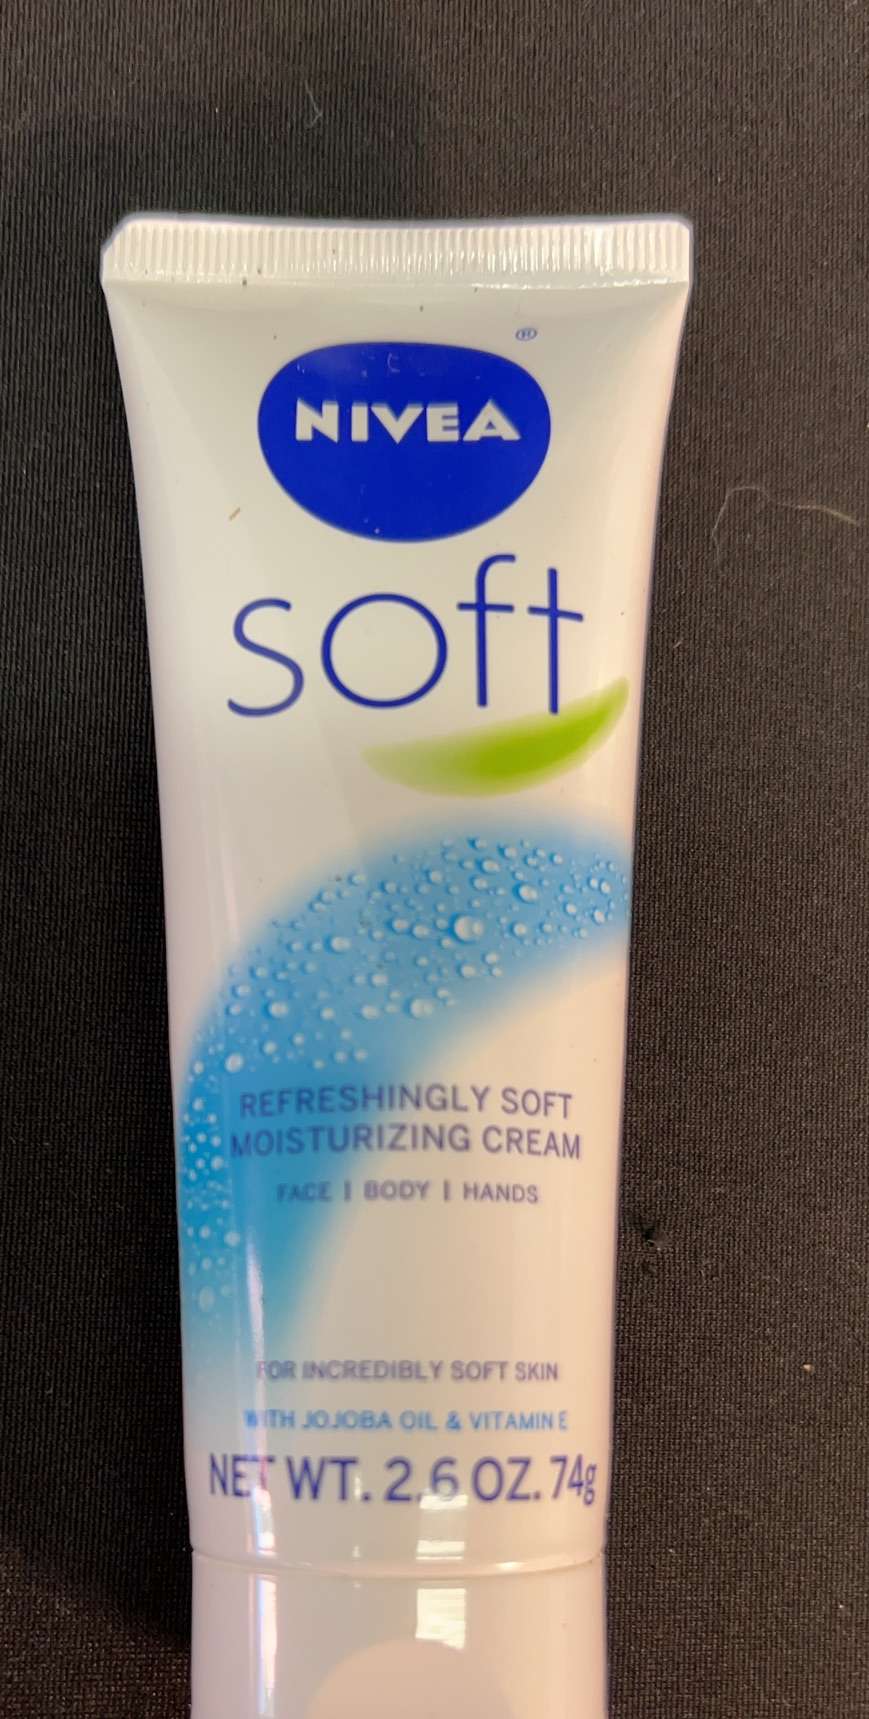 ®
NIVEA
soft
REFRESHINGLY SOFT
MOISTURIZING CREAM
FACE | BODY | HANDS
FOR INCREDIBLY SOFT SKIN
WITH JOJOBA OIL & VITAMIN E
NET WT. 2.6 OZ. 74g